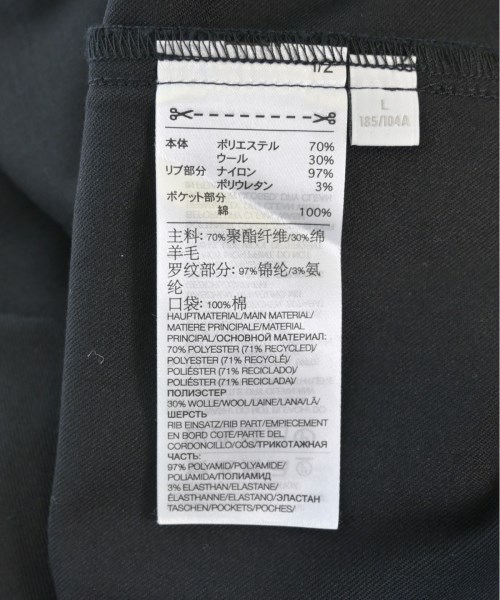 1/2
L
185/104A
本体 ポリエステル 70%
ウール 30%
リブ部分 ナイロン 97%
ポリウレタン 3%
ポケット部分
綿 100%
主料: 70%聚酯纤维/30%绵
羊毛
罗纹部分: 97%锦纶/3%氨
纶
口袋: 100%棉
HAUPTMATERIAL/MAIN MATERIAL/
MATIERE PRINCIPALE/MATERIAL
PRINCIPAL/ОСНОВНОЙ МАТЕРИАЛ:
70% POLYESTER (71% RECYCLED)/
POLYESTER (71% RECYCLÉ)/
POLIÉSTER (71% RECICLADO)/
POLIÉSTER (71% RECICLADA)/
ПОЛИЭСТЕР
30% WOLLE/WOOL/LAINE/LANA/LÃ/
ШЕРСТЬ
RIB EINSATZ/RIB PART/EMPIECEMENT
EN BORD COTE/PARTE DEL
CORDONCILLO/CÓS/ТРИКОТАЖНАЯ
ЧАСТЬ:
97% POLYAMID/POLYAMIDE/
POLIAMIDA/ПОЛИАМИД
3% ELASTHAN/ELASTANE/
ÉLASTHANNE/ELASTANO/ЭЛАСТАН
TASCHEN/POCKETS/POCHES/